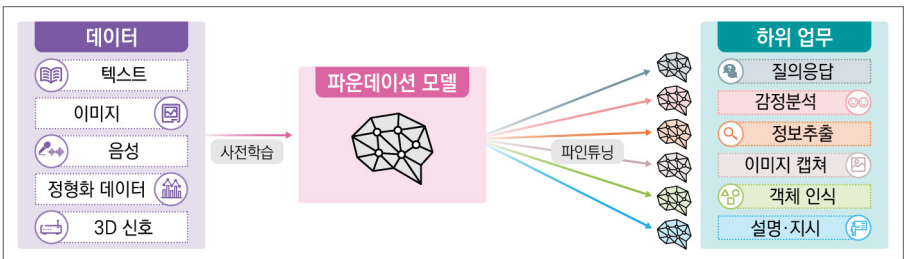 데이터
텍스트
이미지
음성
정형화 데이터
3D 신호
사전학습
파운데이션 모델
파인튜닝
하위 업무
질의응답
감정분석
정보추출
이미지 캡쳐
객체 인식
설명·지시